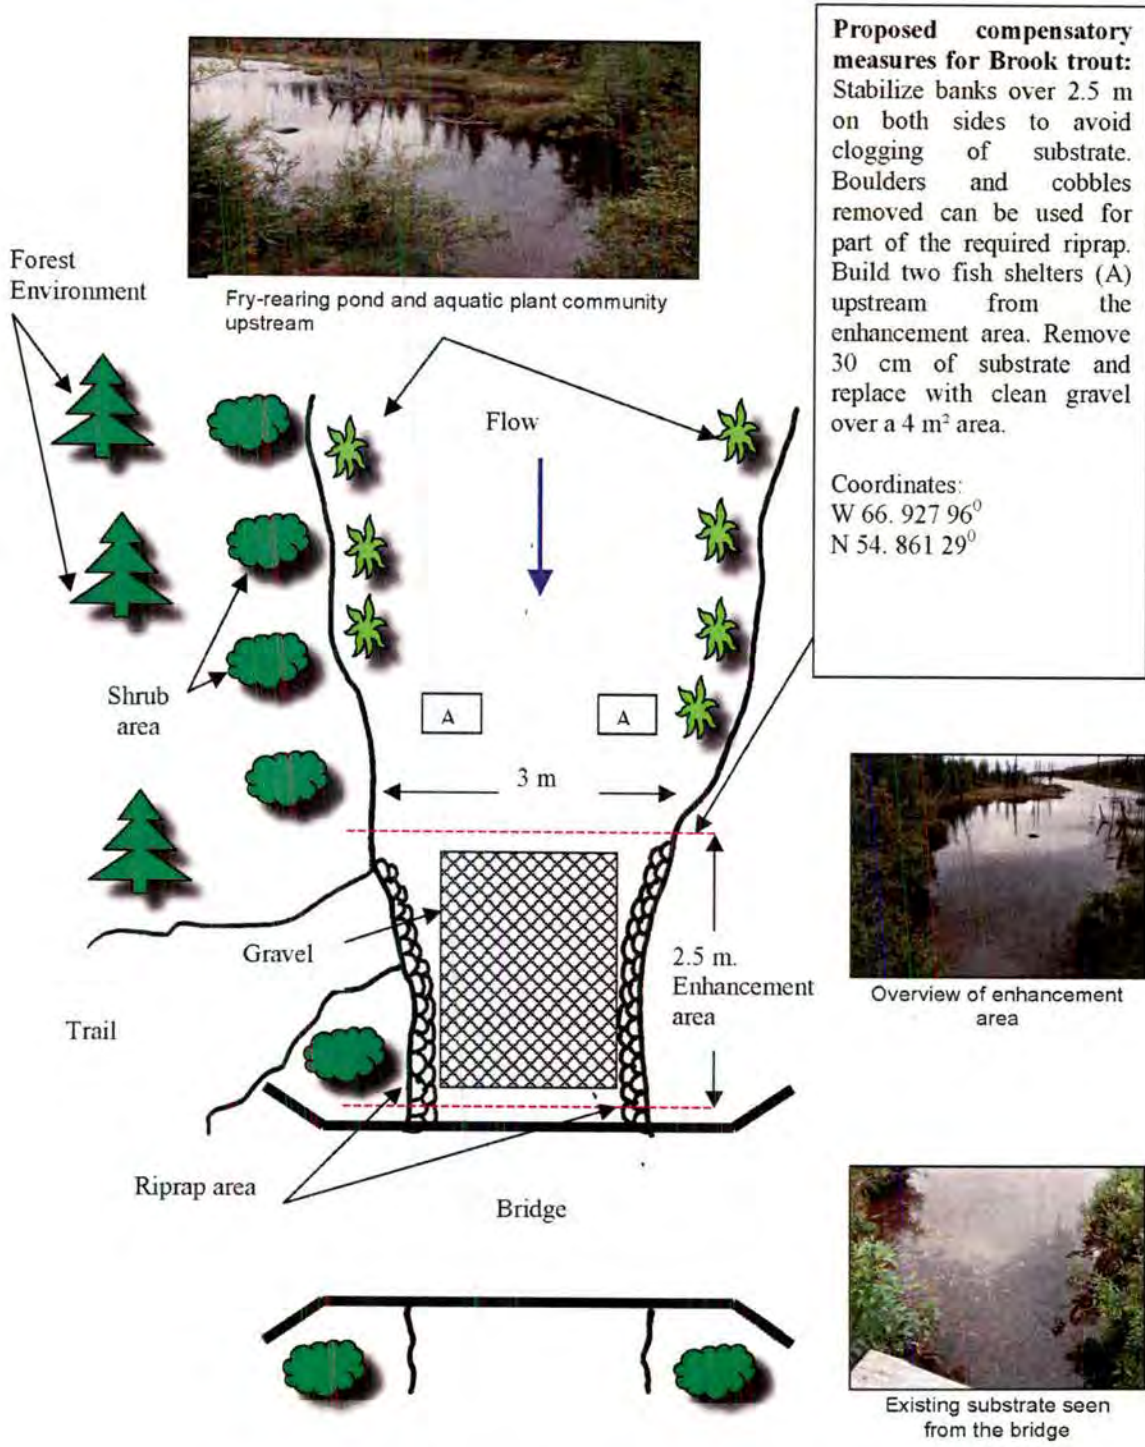 Proposed compensatory
measures for Brook trout:
Stabilize banks over 2.5 m
on both sides to avoid
clogging of substrate.
Boulders and cobbles
removed can be used for
part of the required riprap.
Build two fish shelters (A)
upstream from the
enhancement area. Remove
30 cm of substrate and
replace with clean gravel
over a 4 m² area.
Coordinates:
W 66. 927 96⁰
N 54. 861 29⁰
Forest
Environment
Fry-rearing pond and aquatic plant community
upstream
Flow
Shrub
area
A
A
3 m
Gravel
2.5 m.
Enhancement
area
Overview of enhancement
area
Trail
Riprap area
Bridge
Existing substrate seen
from the bridge